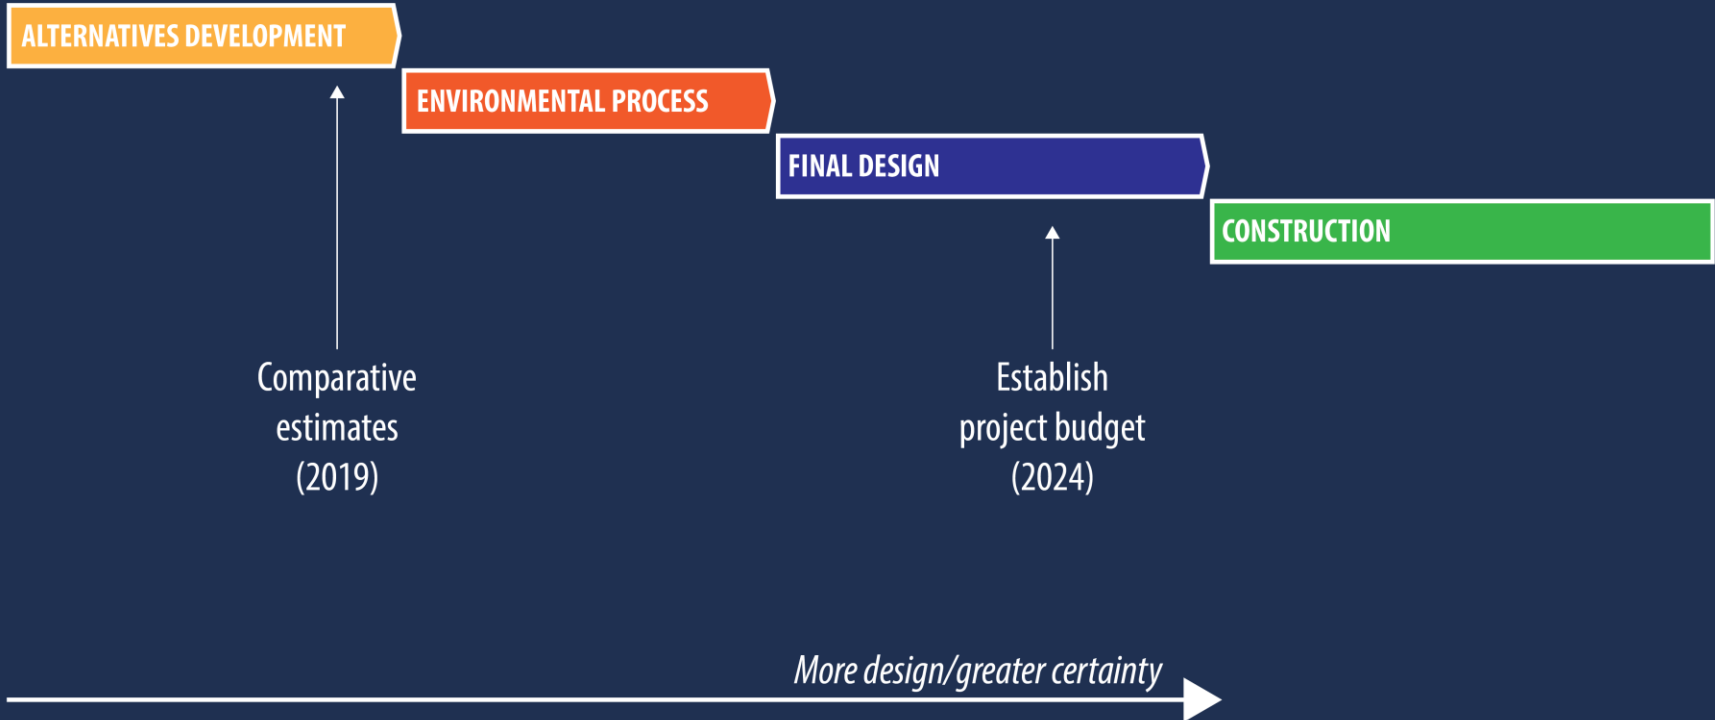 ALTERNATIVES DEVELOPMENT
ENVIRONMENTAL PROCESS
FINAL DESIGN
CONSTRUCTION
Comparative
estimates
(2019)
Establish
project budget
(2024)
More design/greater certainty